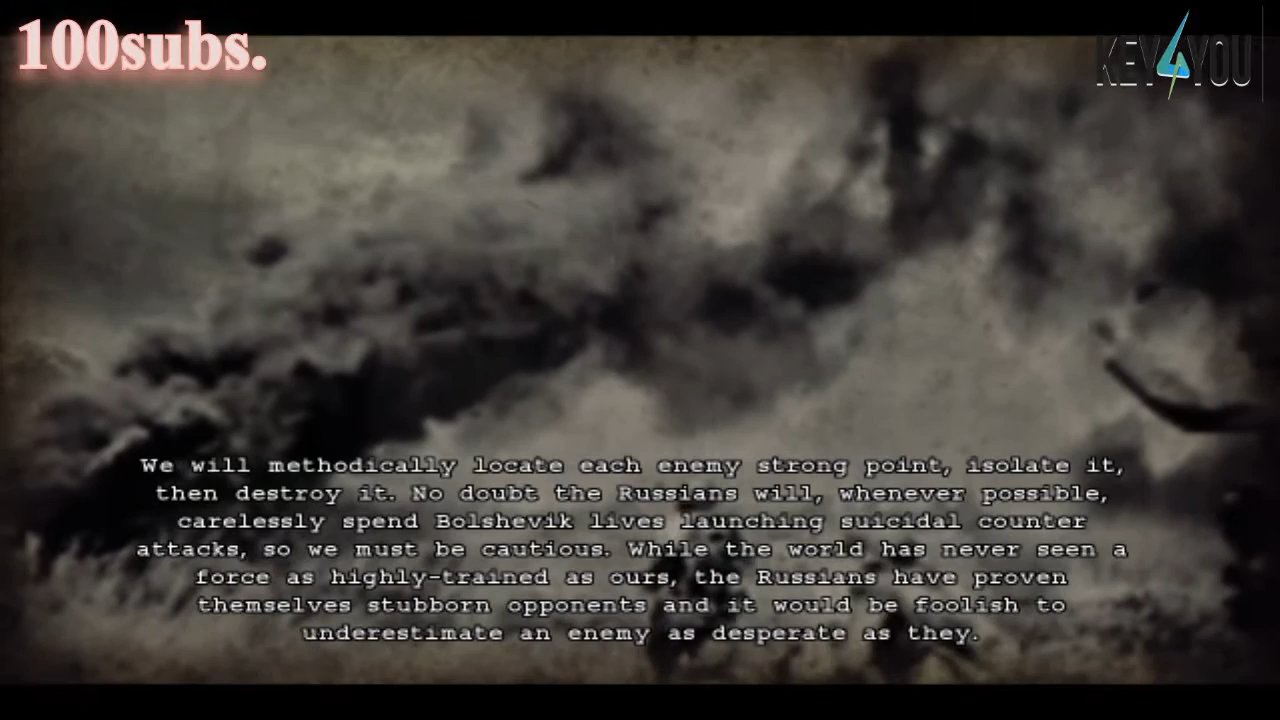 100subs.
KEY4YOU
We will methodically locate each enemy strong point, isolate it,
then destroy it. No doubt the Russians will, whenever possible,
carelessly spend Bolshevik lives launching suicidal counter
attacks, so we must be cautious. While the world has never seen a
force as highly-trained as ours, the Russians have proven
themselves stubborn opponents and it would be foolish to
underestimate an enemy as desperate as they.